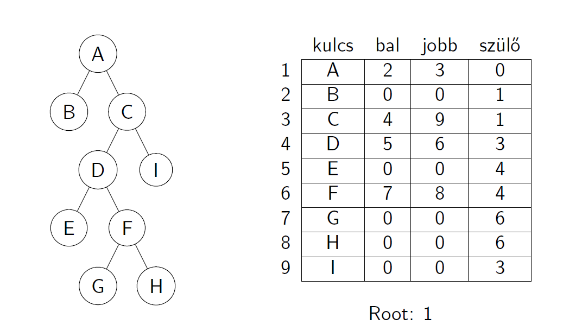 A
B C
D I
E F
G H
kulcs bal jobb szülő
1 A 2 3 0
2 B 0 0 1
3 C 4 9 1
4 D 5 6 3
5 E 0 0 4
6 F 7 8 4
7 G 0 0 6
8 H 0 0 6
9 I 0 0 3
Root: 1